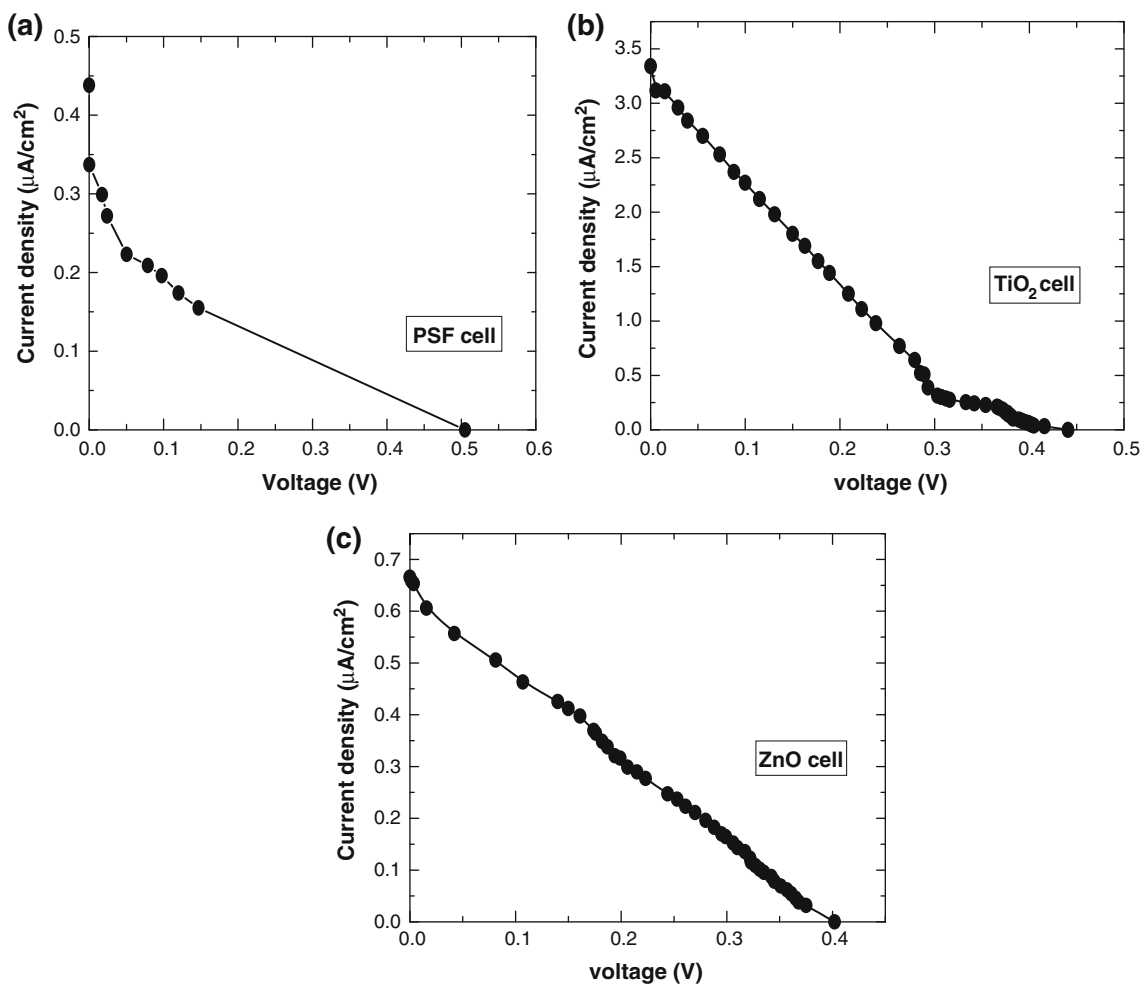 (a)
0.5
0.4
0.3
0.2
0.1
0.0
Current density (μA/cm²)
PSF cell
0.0 0.1 0.2 0.3 0.4 0.5 0.6
Voltage (V)
(b)
3.5
3.0
2.5
2.0
1.5
1.0
0.5
0.0
Current density (μA/cm²)
TiO₂ cell
0.0 0.1 0.2 0.3 0.4 0.5
voltage (V)
(c)
0.7
0.6
0.5
0.4
0.3
0.2
0.1
0.0
Current density (μA/cm²)
ZnO cell
0.0 0.1 0.2 0.3 0.4
voltage (V)